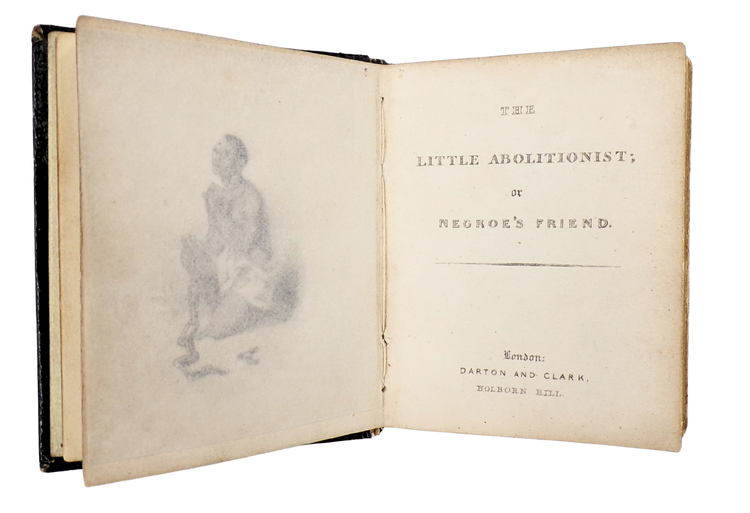 THE
LITTLE ABOLITIONIST;
or
NEGROE'S FRIEND.
London:
DARTON AND CLARK,
HOLBORN HILL.